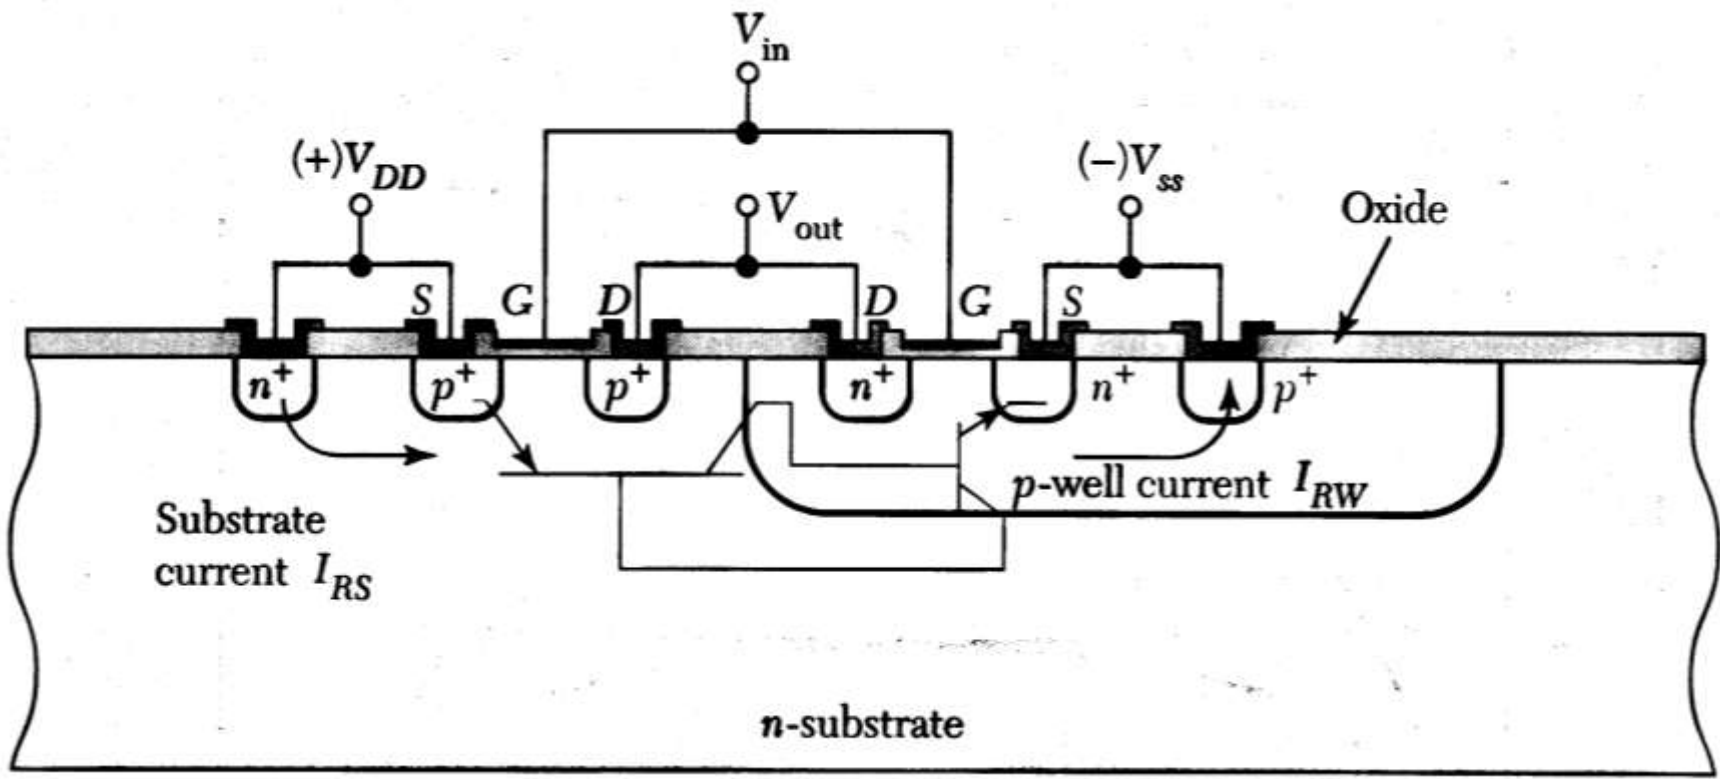 V_in
(+)V_DD
(−)V_ss
V_out
Oxide
S G D D G S
n⁺ p⁺ p⁺ n⁺ n⁺ p⁺
p-well current I_RW
Substrate
current I_RS
n-substrate